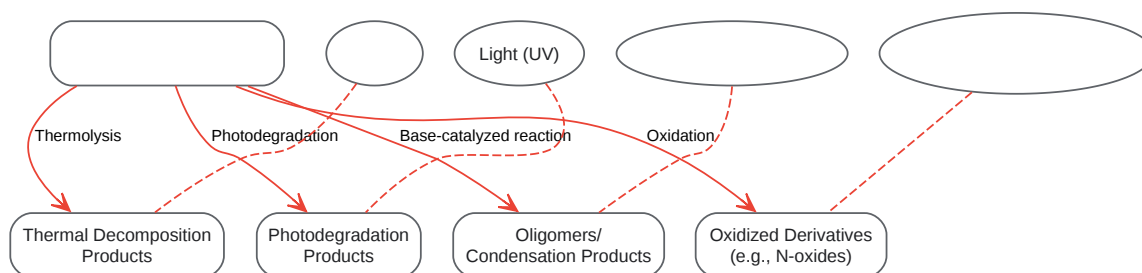 Light (UV)
Thermolysis
Photodegradation
Base-catalyzed reaction
Oxidation
Thermal Decomposition
Products
Photodegradation
Products
Oligomers/
Condensation Products
Oxidized Derivatives
(e.g., N-oxides)